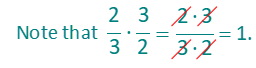 Note that 2/3 · 3/2 = 2 · 3/3 · 2 = 1.